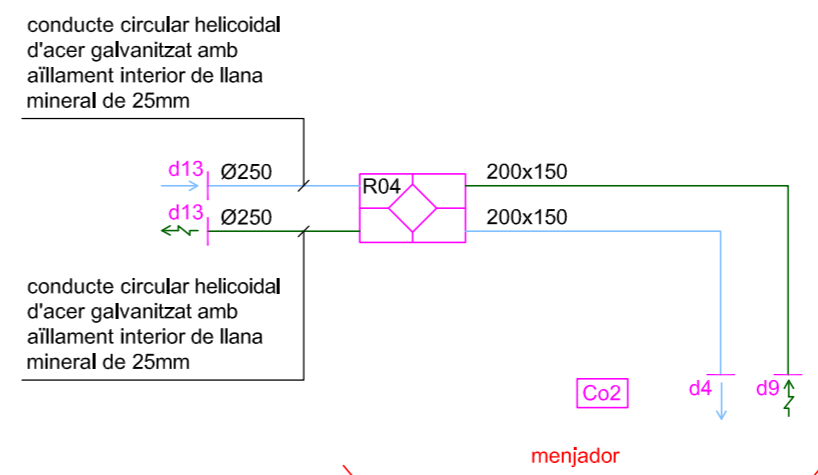 conducte circular helicoidal
d'acer galvanitzat amb
aïllament interior de llana
mineral de 25mm
d13 Ø250 R04 200x150
d13 Ø250 200x150
conducte circular helicoidal
d'acer galvanitzat amb
aïllament interior de llana
mineral de 25mm
Co2 d4 d9
menjador